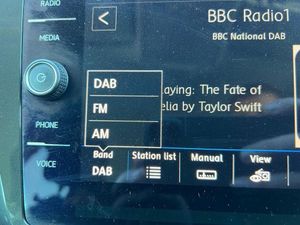 RADIO
BBC Radio1
MEDIA
BBC National DAB
DAB
aying: The Fate of
FM
elia by Taylor Swift
AM
PHONE
Band
Station list
Manual
View
DAB
VOICE